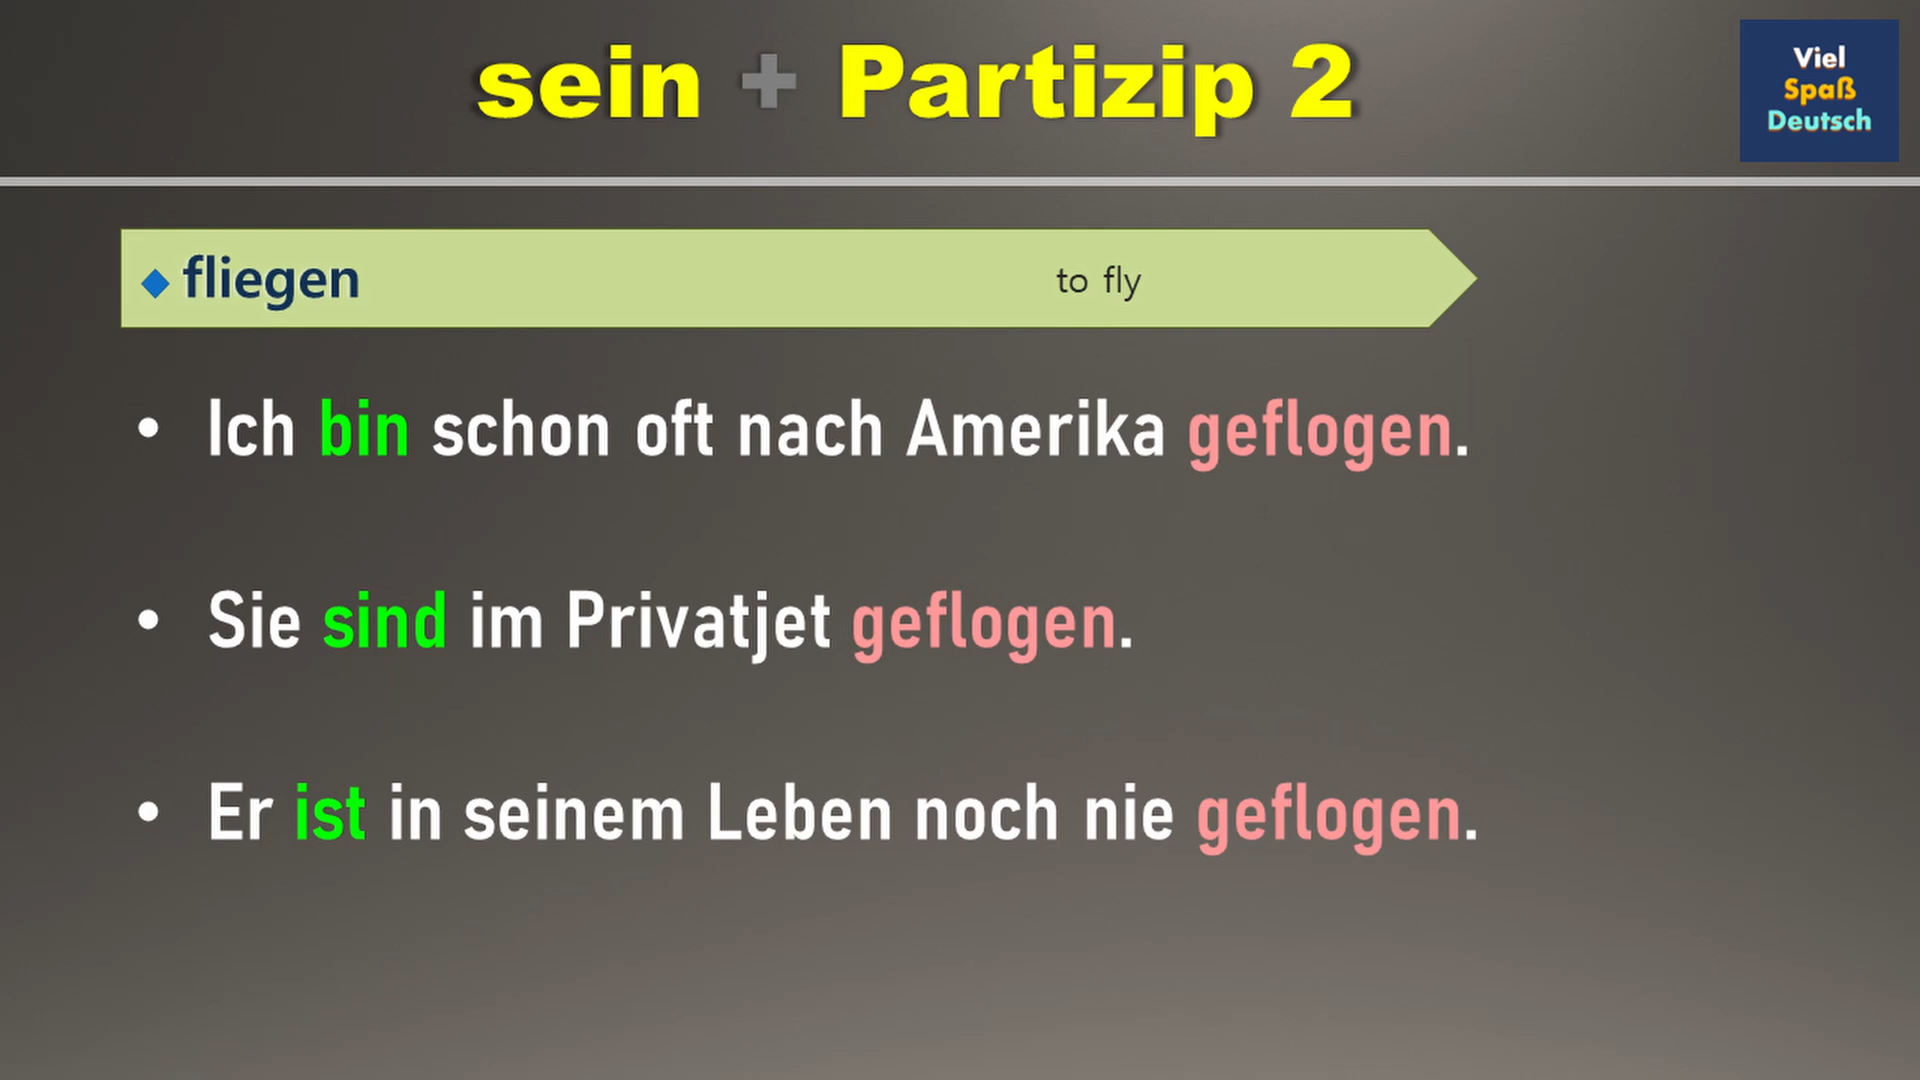 sein + Partizip 2
Viel
Spaß
Deutsch
fliegen to fly
• Ich bin schon oft nach Amerika geflogen.
• Sie sind im Privatjet geflogen.
• Er ist in seinem Leben noch nie geflogen.